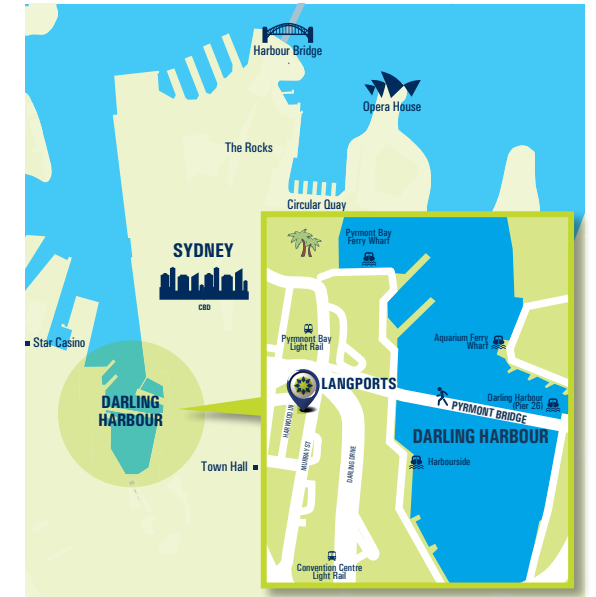 Harbour Bridge
Opera House
The Rocks
Circular Quay
SYDNEY
CBD
Star Casino
DARLING
HARBOUR
Town Hall
Pyrmont Bay
Ferry Wharf
Pyrmnont Bay
Light Rail
Aquarium Ferry
Wharf
LANGPORTS
Darling Harbour
(Pier 26)
PYRMONT BRIDGE
DARLING HARBOUR
HARWOOD LN
MURRAY ST
DARLING DRIVE
Harbourside
Convention Centre
Light Rail